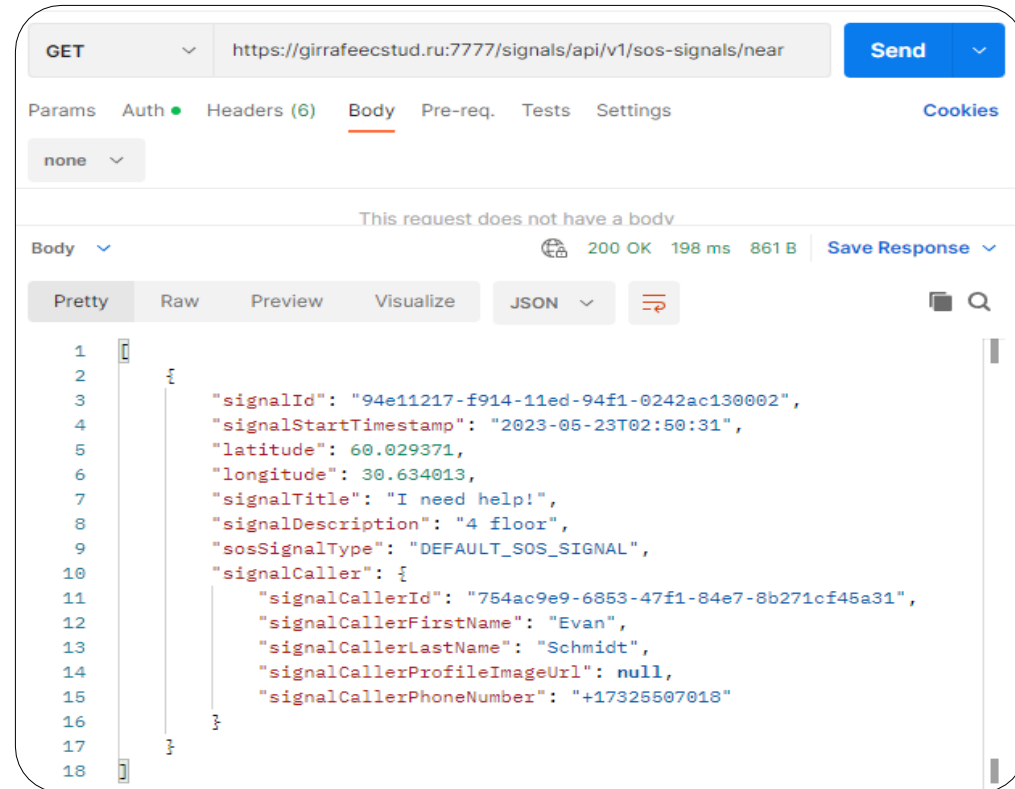 GET https://girrafeecstud.ru:7777/signals/api/v1/sos-signals/near Send
Params Auth Headers (6) Body Pre-req. Tests Settings Cookies
none
This request does not have a body
Body 200 OK 198 ms 861 B Save Response
Pretty Raw Preview Visualize JSON
1 [
2 {
3 "signalId": "94e11217-f914-11ed-94f1-0242ac130002",
4 "signalStartTimestamp": "2023-05-23T02:50:31",
5 "latitude": 60.029371,
6 "longitude": 30.634013,
7 "signalTitle": "I need help!",
8 "signalDescription": "4 floor",
9 "sosSignalType": "DEFAULT_SOS_SIGNAL",
10 "signalCaller": {
11 "signalCallerId": "754ac9e9-6853-47f1-84e7-8b271cf45a31",
12 "signalCallerFirstName": "Evan",
13 "signalCallerLastName": "Schmidt",
14 "signalCallerProfileImageUrl": null,
15 "signalCallerPhoneNumber": "+17325507018"
16 }
17 }
18 ]